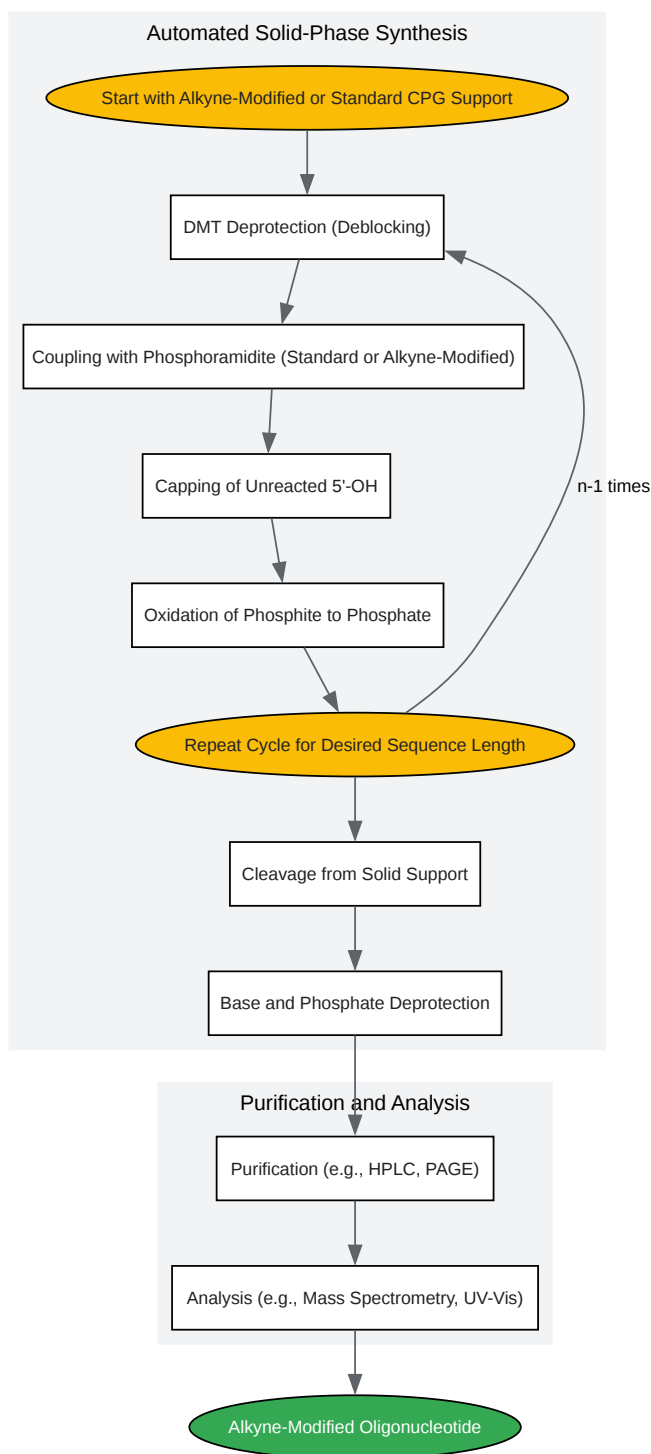 Automated Solid-Phase Synthesis
Start with Alkyne-Modified or Standard CPG Support
DMT Deprotection (Deblocking)
Coupling with Phosphoramidite (Standard or Alkyne-Modified)
Capping of Unreacted 5'-OH
n-1 times
Oxidation of Phosphite to Phosphate
Repeat Cycle for Desired Sequence Length
Cleavage from Solid Support
Base and Phosphate Deprotection
Purification and Analysis
Purification (e.g., HPLC, PAGE)
Analysis (e.g., Mass Spectrometry, UV-Vis)
Alkyne-Modified Oligonucleotide